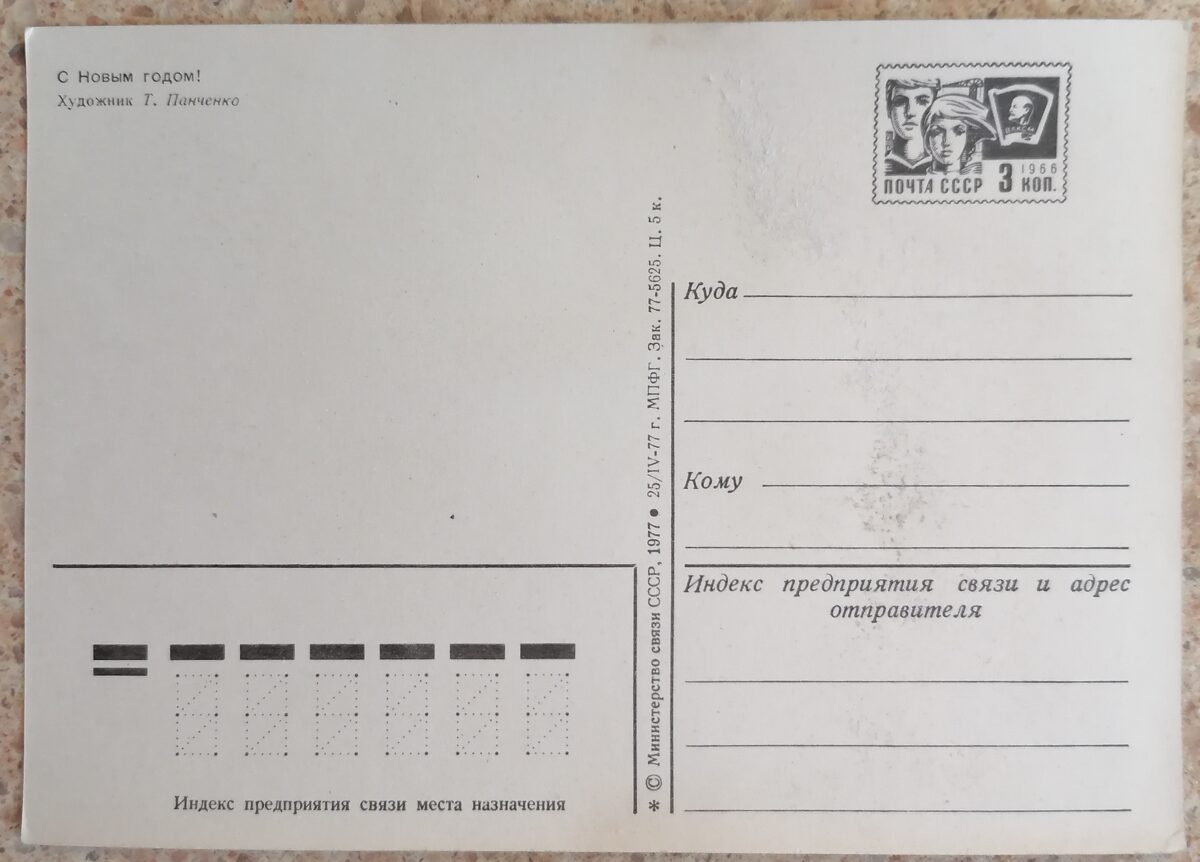 С Новым годом!
Художник Т. Панченко
ВЛКСМ
1966
ПОЧТА СССР 3 КОП.
* © Министерство связи СССР, 1977 ● 25/IV-77 г. МПФГ. Зак. 77-5625. Ц. 5 к.
Куда
Кому
Индекс предприятия связи и адрес
отправителя
Индекс предприятия связи места назначения